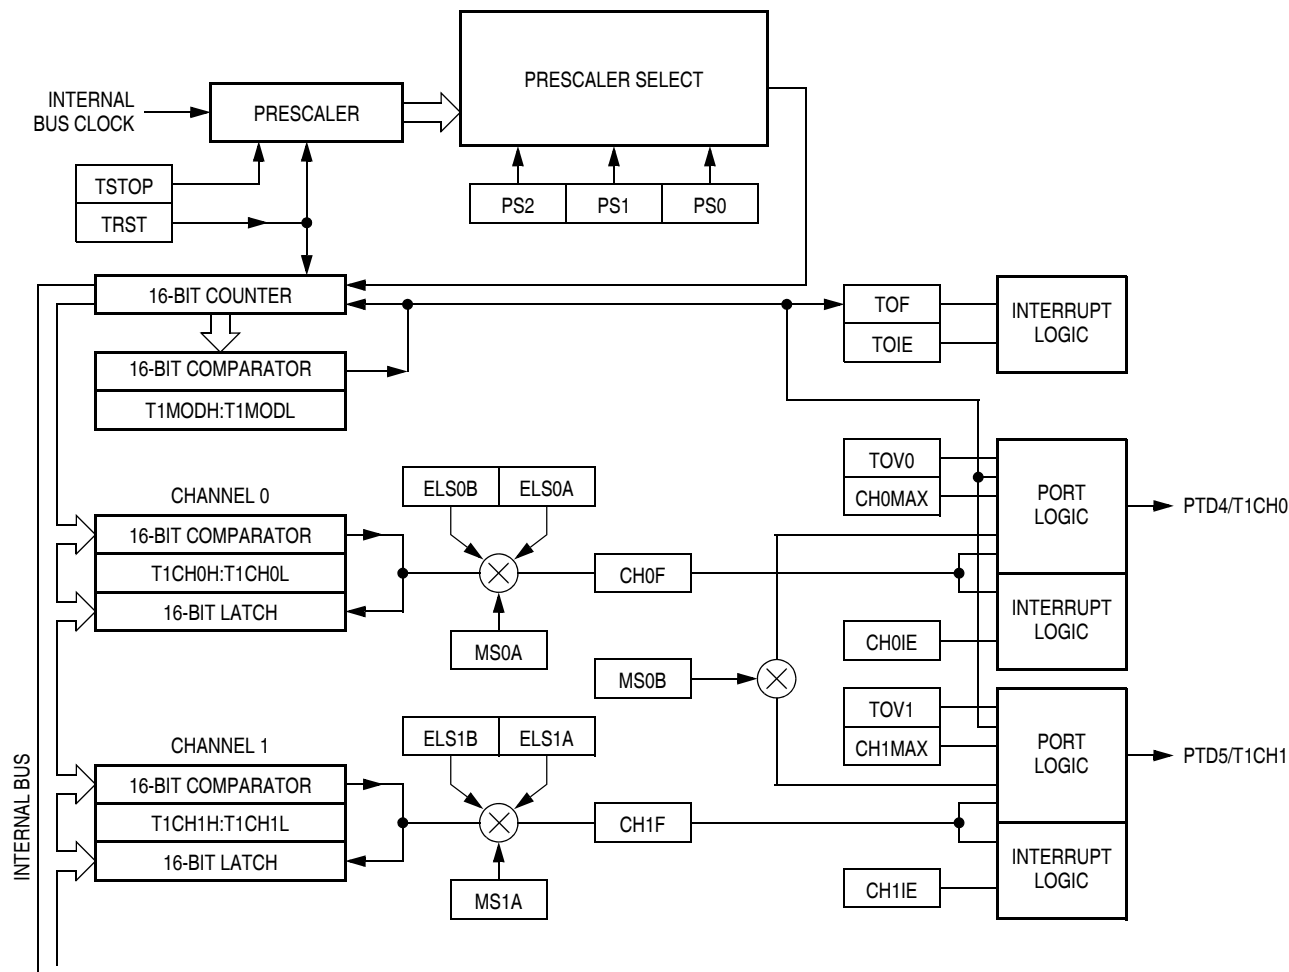 PRESCALER SELECT
INTERNAL
BUS CLOCK
PRESCALER
TSTOP
TRST
PS2
PS1
PS0
16-BIT COUNTER
16-BIT COMPARATOR
T1MODH:T1MODL
TOF
TOIE
INTERRUPT
LOGIC
CHANNEL 0
16-BIT COMPARATOR
T1CH0H:T1CH0L
16-BIT LATCH
ELS0B
ELS0A
MS0A
CH0F
TOV0
CH0MAX
PORT
LOGIC
PTD4/T1CH0
INTERRUPT
LOGIC
CH0IE
MS0B
CHANNEL 1
16-BIT COMPARATOR
T1CH1H:T1CH1L
16-BIT LATCH
ELS1B
ELS1A
MS1A
CH1F
TOV1
CH1MAX
PORT
LOGIC
PTD5/T1CH1
INTERRUPT
LOGIC
CH1IE
INTERNAL BUS